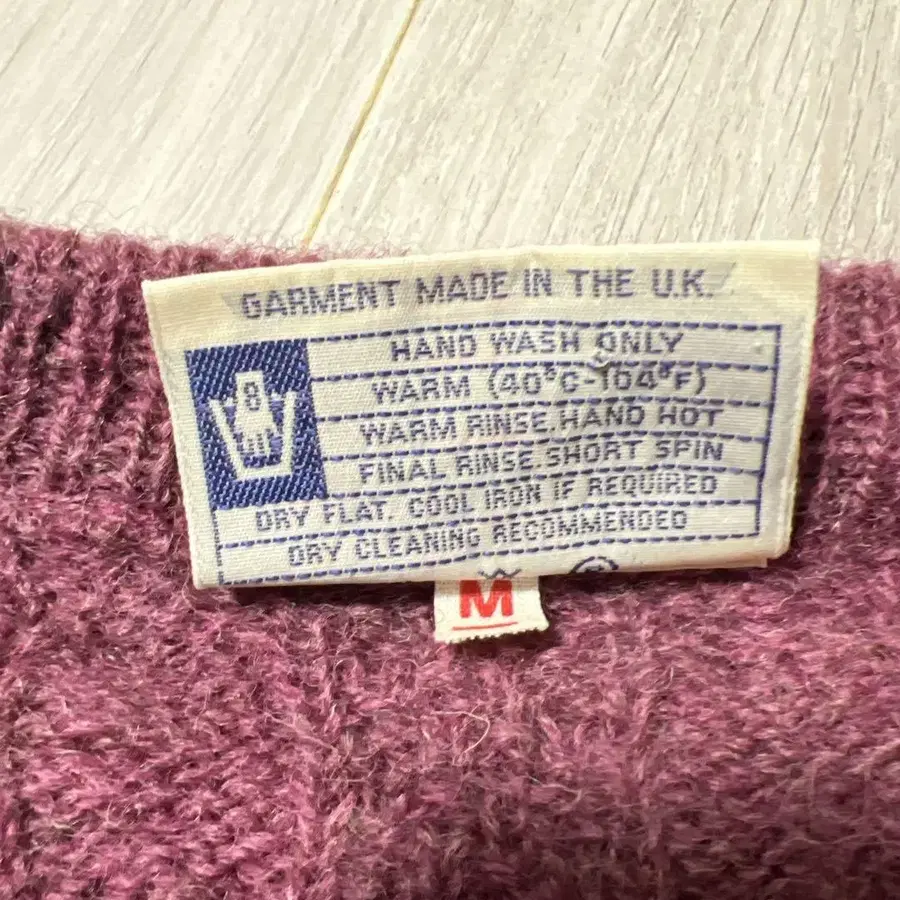 GARMENT MADE IN THE U.K.
HAND WASH ONLY
8
WARM (40°C-104°F)
WARM RINSE. HAND HOT
FINAL RINSE. SHORT SPIN
DRY FLAT. COOL IRON IF REQUIRED
DRY CLEANING RECOMMENDED
M